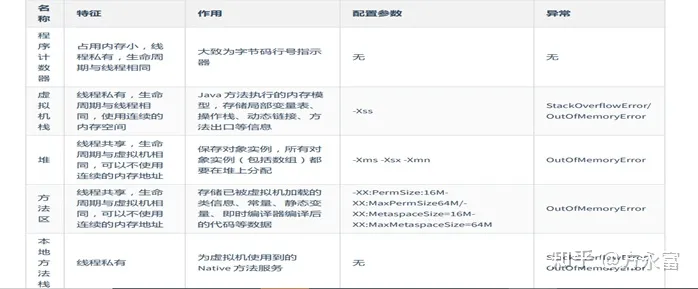 名称 特征 作用 配置参数 异常
程序计数器
占用内存小，线
程私有，生命周
期与线程相同
大致为字节码行号指示
器
无
无
虚拟机栈
线程私有，生命
周期与线程相
同，使用连续的
内存空间
Java 方法执行的内存模
型，存储局部变量表、
操作栈、动态链接、方
法出口等信息
-Xss
StackOverflowError/
OutOfMemoryError
堆
线程共享，生命
周期与虚拟机相
同，可以不使用
连续的内存地址
保存对象实例，所有对
象实例（包括数组）都
要在堆上分配
-Xms -Xsx -Xmn
OutOfMemoryError
方法区
线程共享，生命
周期与虚拟机相
同，可以不使用
连续的内存地址
存储已被虚拟机加载的
类信息、常量、静态变
量、即时编译器编译后
的代码等数据
-XX:PermSize:16M-
XX:MaxPermSize64M/-
XX:MetaspaceSize=16M-
XX:MaxMetaspaceSize=64M
OutOfMemoryError
本地方法栈
线程私有
为虚拟机使用到的
Native 方法服务
无
StackOverflowError/
OutOfMemoryError
知乎 @方永富